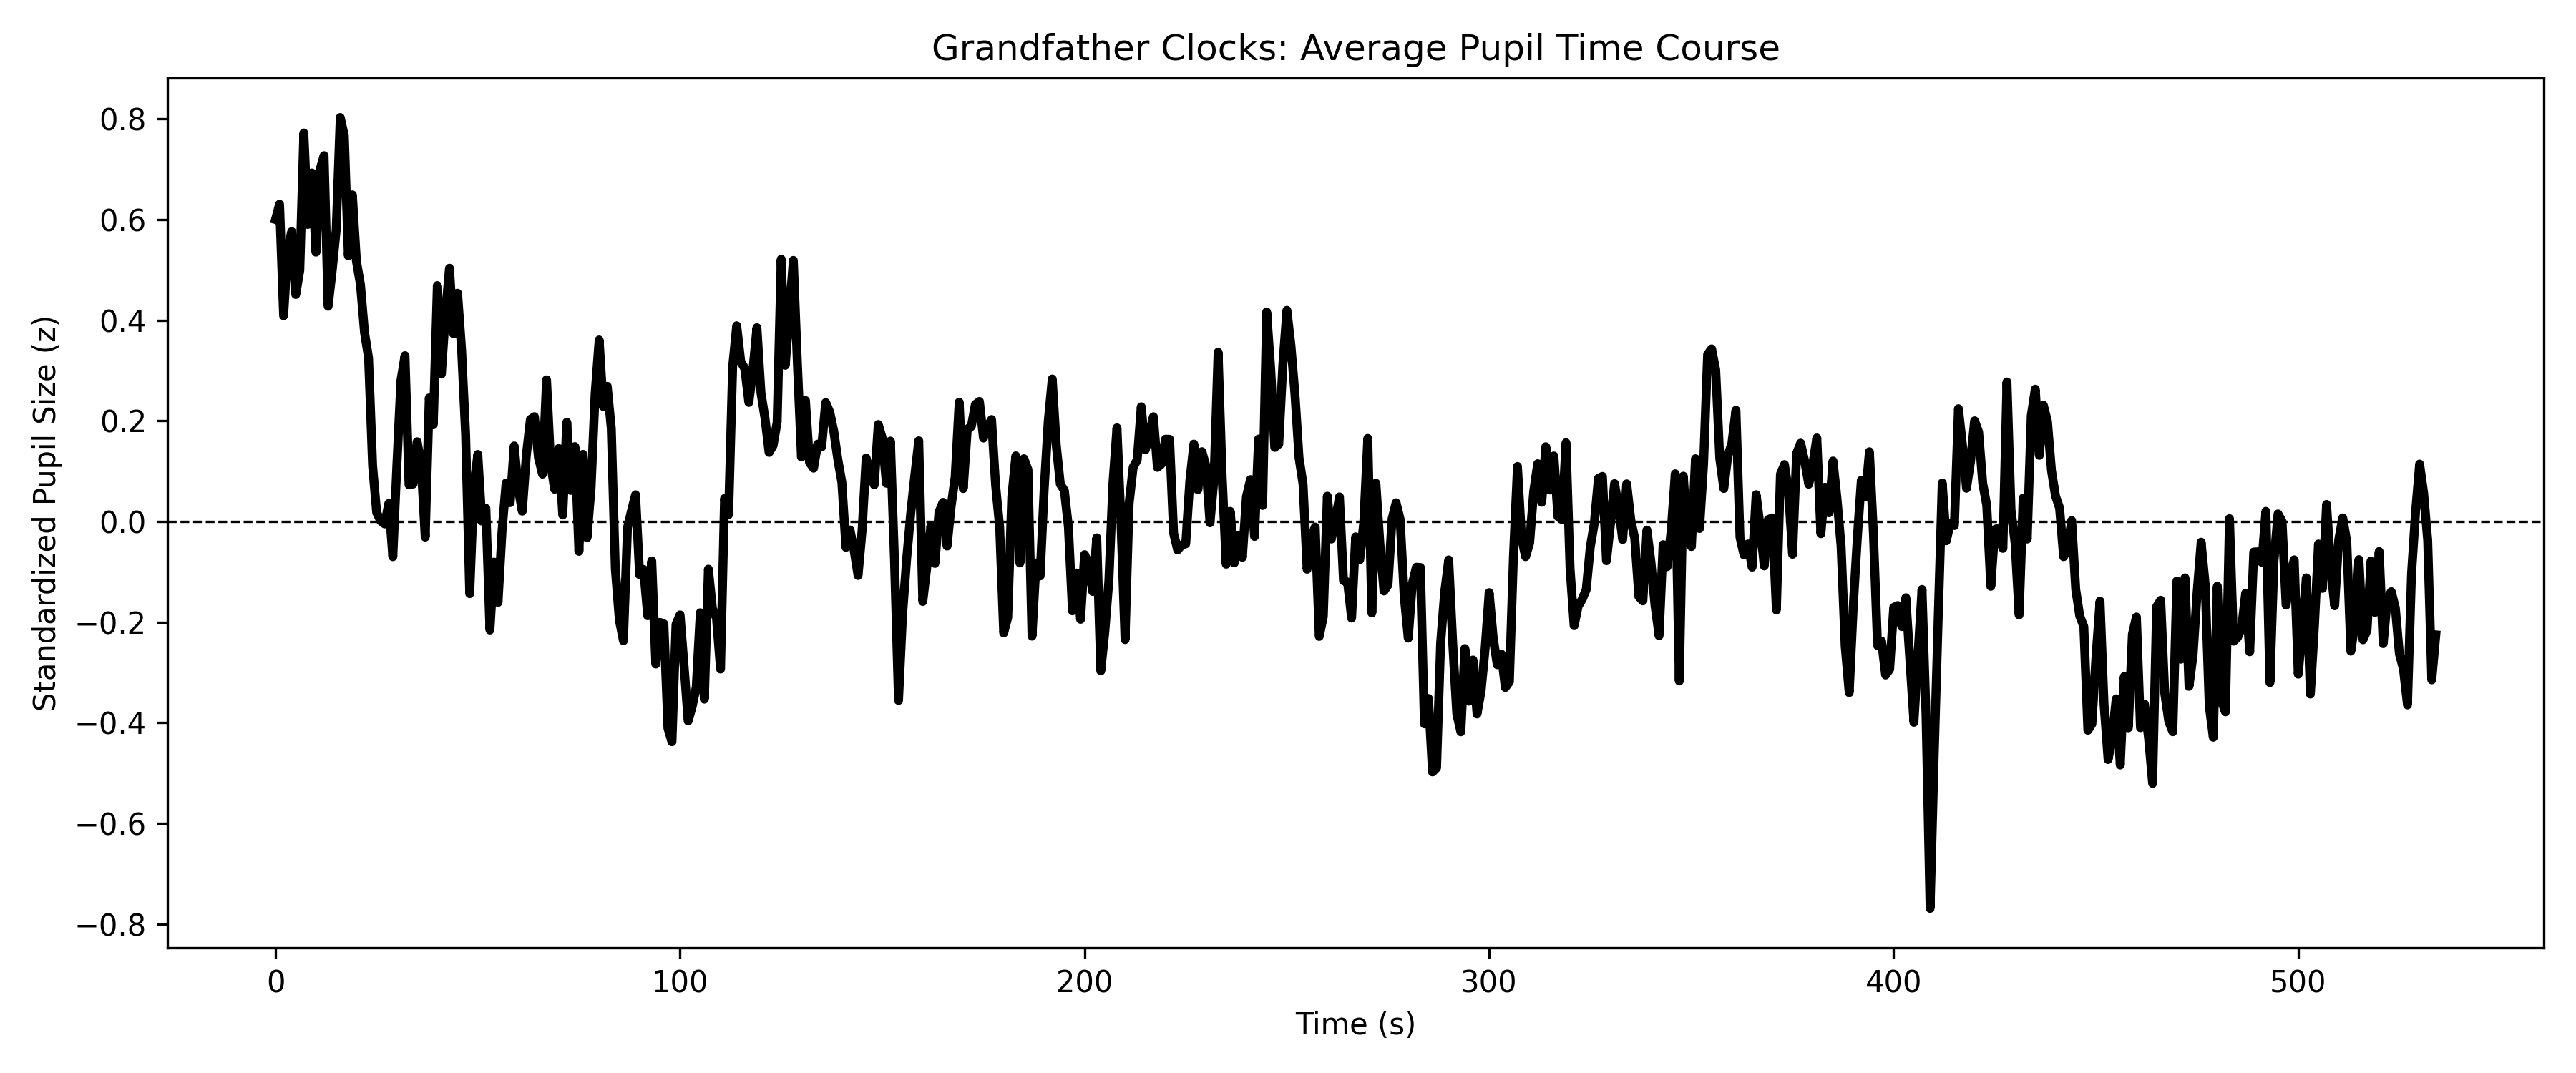 Grandfather Clocks: Average Pupil Time Course
Standardized Pupil Size (z)
0.8
0.6
0.4
0.2
0.0
−0.2
−0.4
−0.6
−0.8
0 100 200 300 400 500
Time (s)